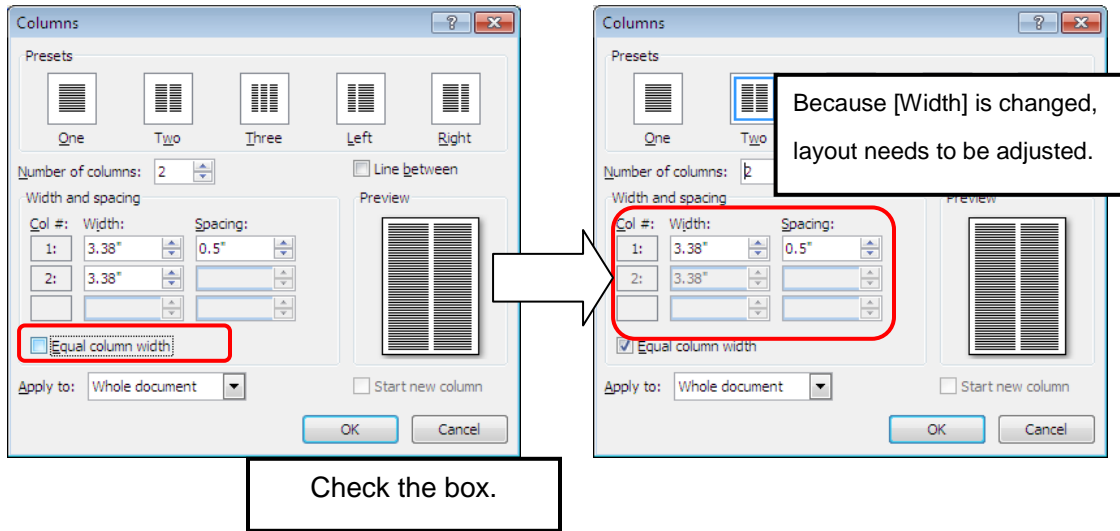 Columns
Presets
One Two Three Left Right
Number of columns: 2
Line between
Width and spacing
Preview
Col #: Width: Spacing:
1: 3.38" 0.5"
2: 3.38"
Equal column width
Apply to: Whole document
Start new column
OK Cancel
Check the box.
Columns
Presets
One Two
Because [Width] is changed,
layout needs to be adjusted.
Number of columns: 2
Width and spacing
Preview
Col #: Width: Spacing:
1: 3.38" 0.5"
2: 3.38"
Equal column width
Apply to: Whole document
Start new column
OK Cancel